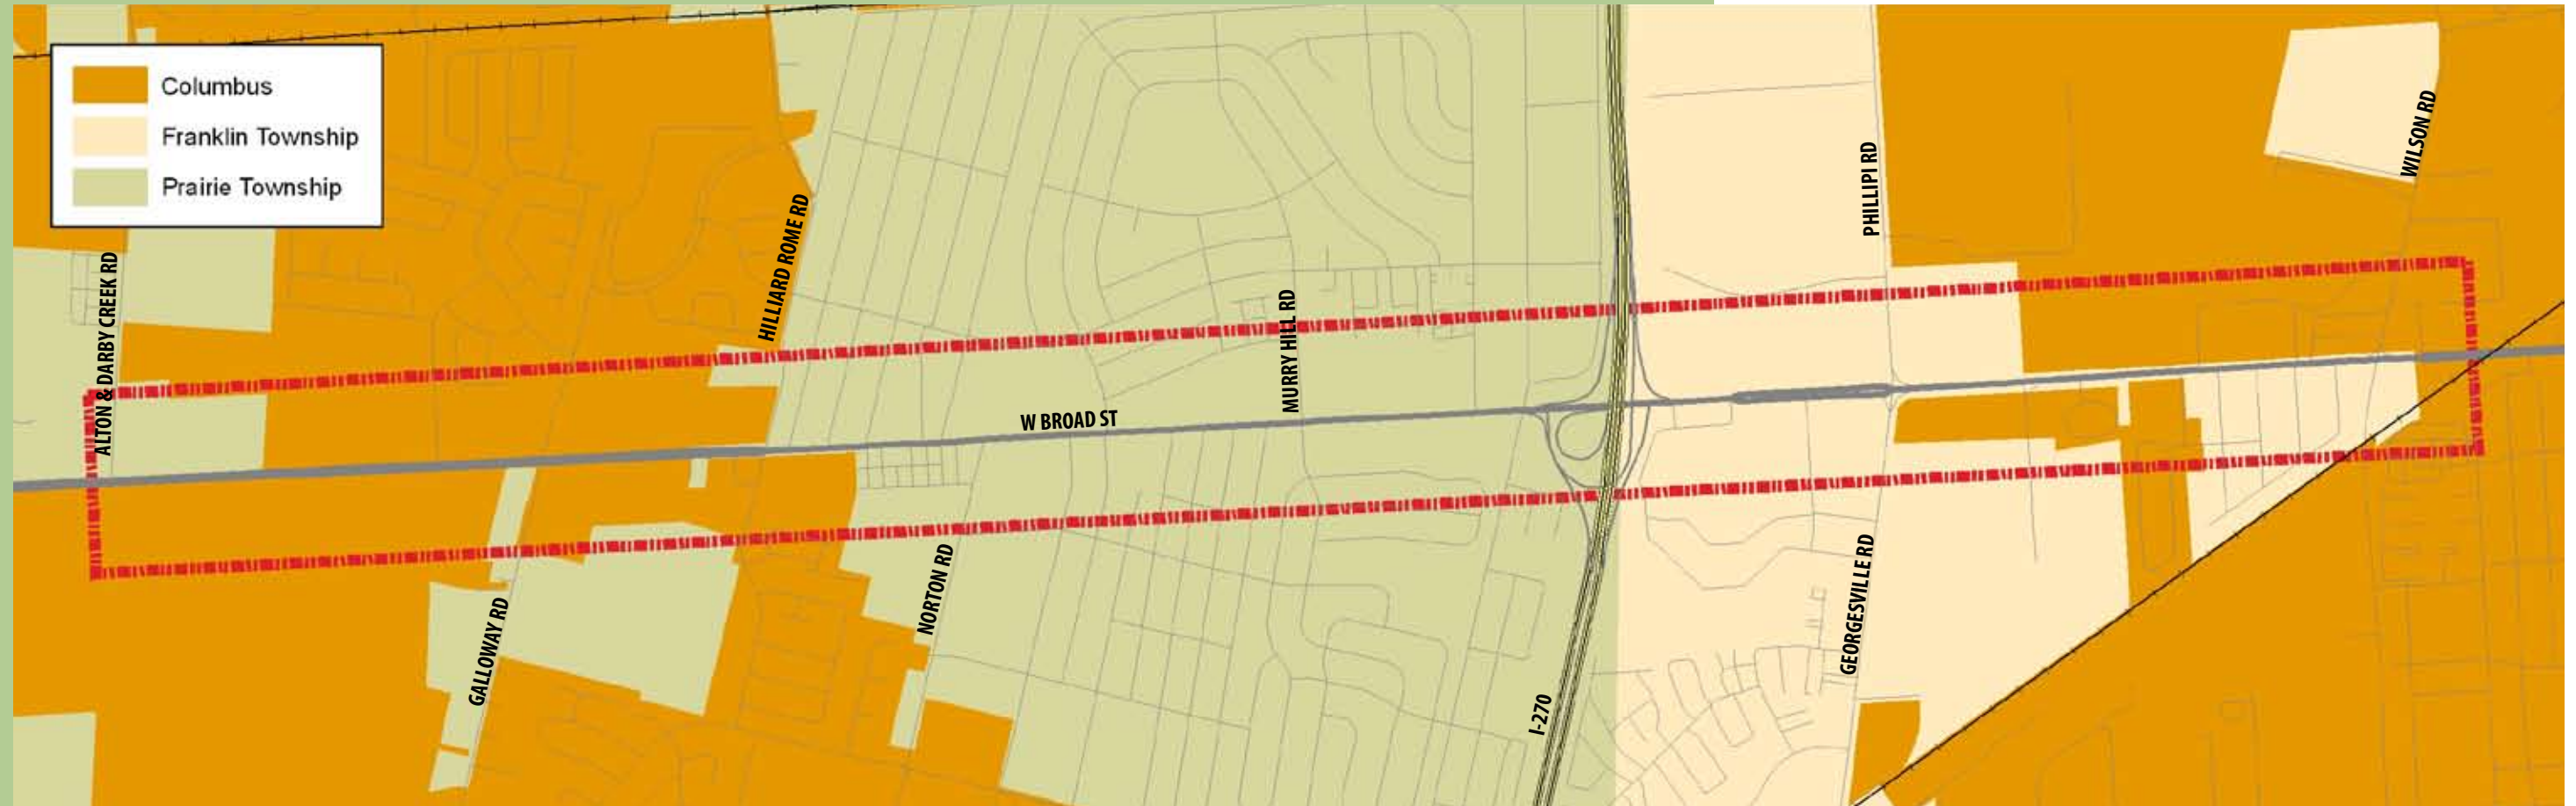 Columbus
Franklin Township
Prairie Township
ALTON & DARBY CREEK RD
HILLIARD ROME RD
GALLOWAY RD
NORTON RD
W BROAD ST
MURRY HILL RD
I-270
PHILLIPI RD
GEORGESVILLE RD
WILSON RD